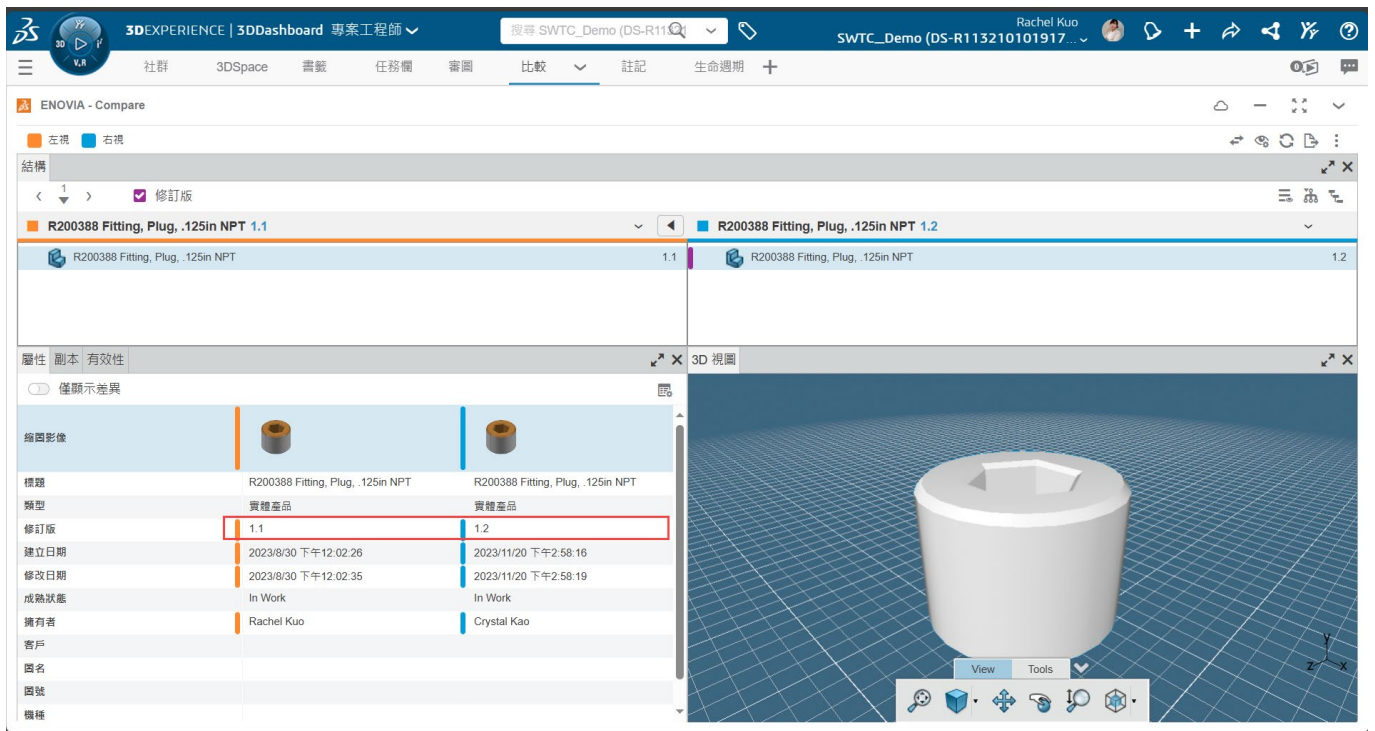 3DEXPERIENCE | 3DDashboard 專案工程師
搜尋 SWTC_Demo (DS-R11321
Rachel Kuo
SWTC_Demo (DS-R113210101917...
3D
V.R
社群 3DSpace 書籤 任務欄 審圖 比較 註記 生命週期
0
ENOVIA - Compare
左視 右視
結構
1
修訂版
R200388 Fitting, Plug, .125in NPT 1.1
R200388 Fitting, Plug, .125in NPT 1.2
R200388 Fitting, Plug, .125in NPT 1.1
R200388 Fitting, Plug, .125in NPT 1.2
屬性 副本 有效性
3D 視圖
僅顯示差異
縮圖影像
標題 R200388 Fitting, Plug, .125in NPT R200388 Fitting, Plug, .125in NPT
類型 實體產品 實體產品
修訂版 1.1 1.2
建立日期 2023/8/30 下午12:02:26 2023/11/20 下午2:58:16
修改日期 2023/8/30 下午12:02:35 2023/11/20 下午2:58:19
成熟狀態 In Work In Work
擁有者 Rachel Kuo Crystal Kao
客戶
圖名
圖號
機種
View Tools
y
z x